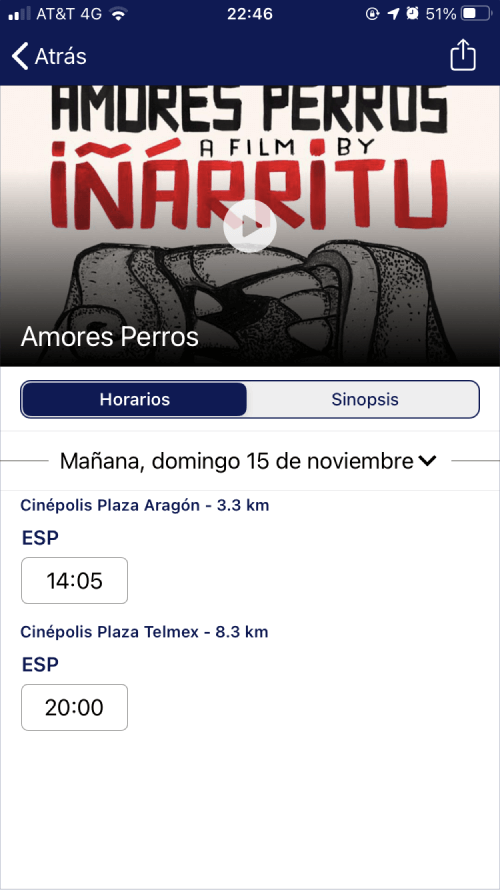 AT&T 4G 22:46 51%
Atrás
AMORES PERROS
A FILM BY
IÑÁRRITU
Amores Perros
Horarios Sinopsis
Mañana, domingo 15 de noviembre
Cinépolis Plaza Aragón - 3.3 km
ESP
14:05
Cinépolis Plaza Telmex - 8.3 km
ESP
20:00